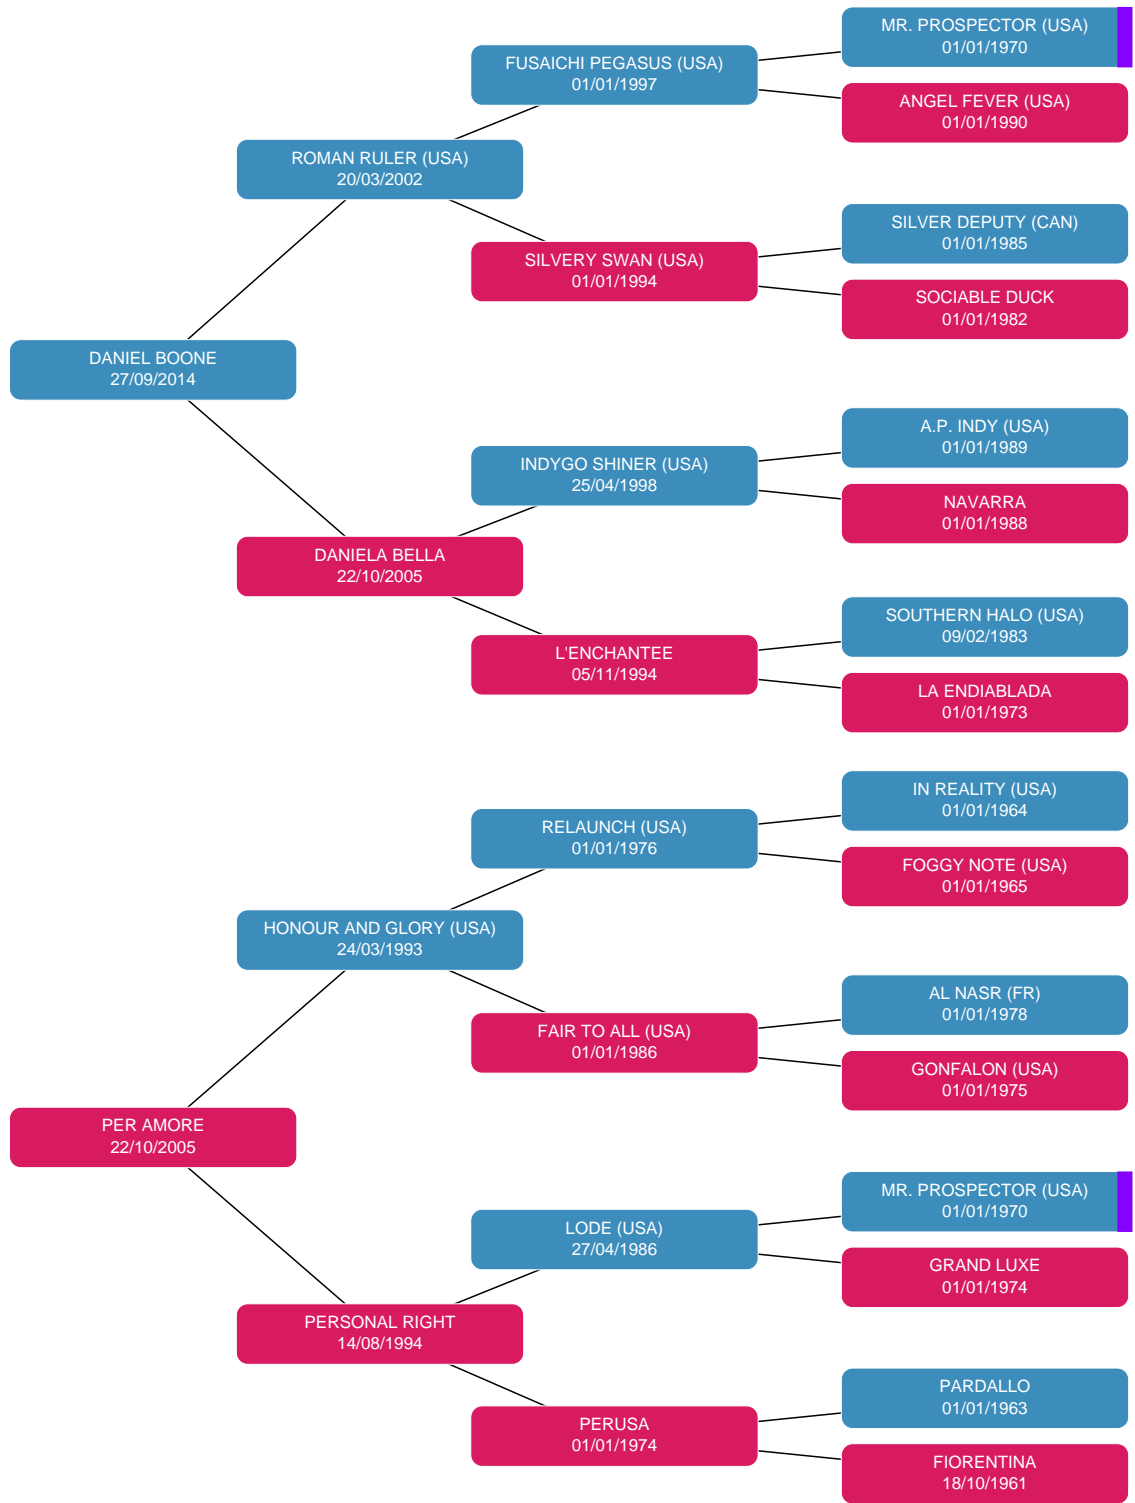 MR. PROSPECTOR (USA)
01/01/1970
FUSAICHI PEGASUS (USA)
01/01/1997
ANGEL FEVER (USA)
01/01/1990
ROMAN RULER (USA)
20/03/2002
SILVER DEPUTY (CAN)
01/01/1985
SILVERY SWAN (USA)
01/01/1994
SOCIABLE DUCK
01/01/1982
DANIEL BOONE
27/09/2014
A.P. INDY (USA)
01/01/1989
INDYGO SHINER (USA)
25/04/1998
NAVARRA
01/01/1988
DANIELA BELLA
22/10/2005
SOUTHERN HALO (USA)
09/02/1983
L'ENCHANTEE
05/11/1994
LA ENDIABLADA
01/01/1973
IN REALITY (USA)
01/01/1964
RELAUNCH (USA)
01/01/1976
FOGGY NOTE (USA)
01/01/1965
HONOUR AND GLORY (USA)
24/03/1993
AL NASR (FR)
01/01/1978
FAIR TO ALL (USA)
01/01/1986
GONFALON (USA)
01/01/1975
PER AMORE
22/10/2005
MR. PROSPECTOR (USA)
01/01/1970
LODE (USA)
27/04/1986
GRAND LUXE
01/01/1974
PERSONAL RIGHT
14/08/1994
PARDALLO
01/01/1963
PERUSA
01/01/1974
FIORENTINA
18/10/1961